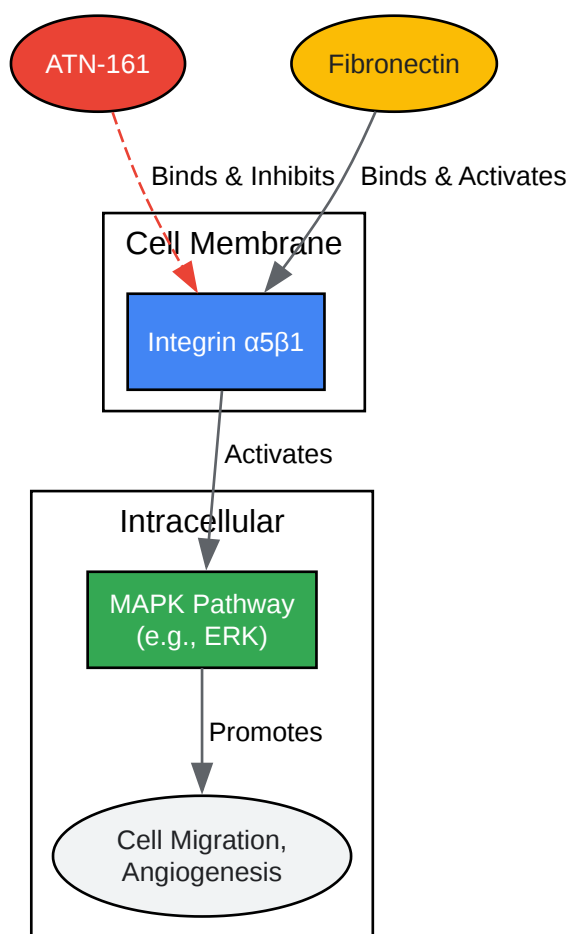 ATN-161
Fibronectin
Binds & Inhibits
Binds & Activates
Cell Membrane
Integrin α5β1
Activates
Intracellular
MAPK Pathway
(e.g., ERK)
Promotes
Cell Migration,
Angiogenesis